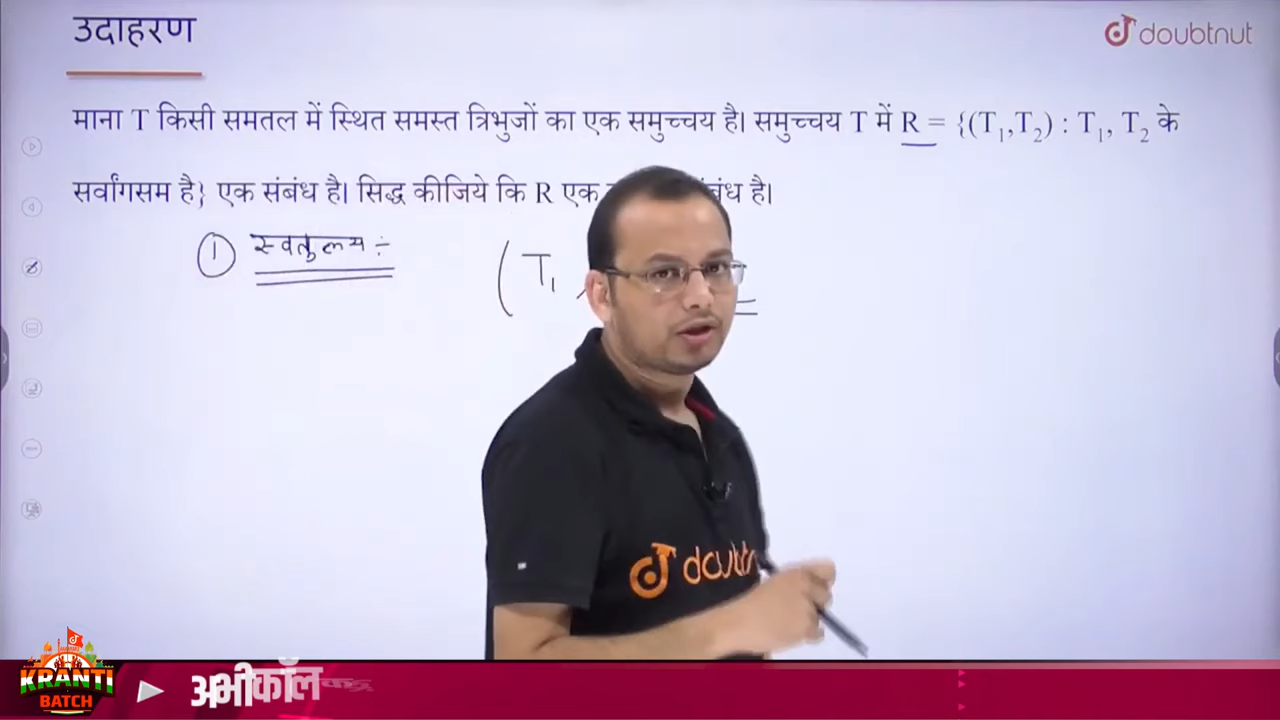 उदाहरण
doubtnut
माना T किसी समतल में स्थित समस्त त्रिभुजों का एक समुच्चय है। समुच्चय T में R = {(T₁,T₂) : T₁, T₂ के
सर्वांगसम है} एक संबंध है। सिद्ध कीजिये कि R एक संबंध है।
① स्वतुल्य ÷
(T₁
doubtnut
KRANTI
BATCH
अभी कॉल